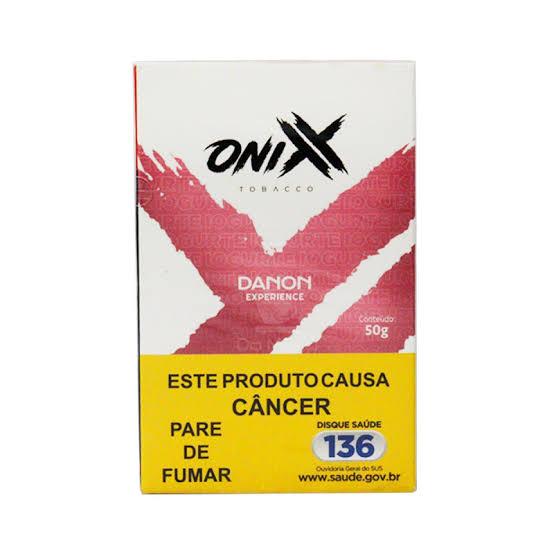 ONIX
TOBACCO
IOGURTE
DANON
EXPERIENCE
Conteúdo:
50g
ESTE PRODUTO CAUSA
CÂNCER
PARE
DE
FUMAR
DISQUE SAÚDE
136
Ouvidoria Geral do SUS
www.saude.gov.br